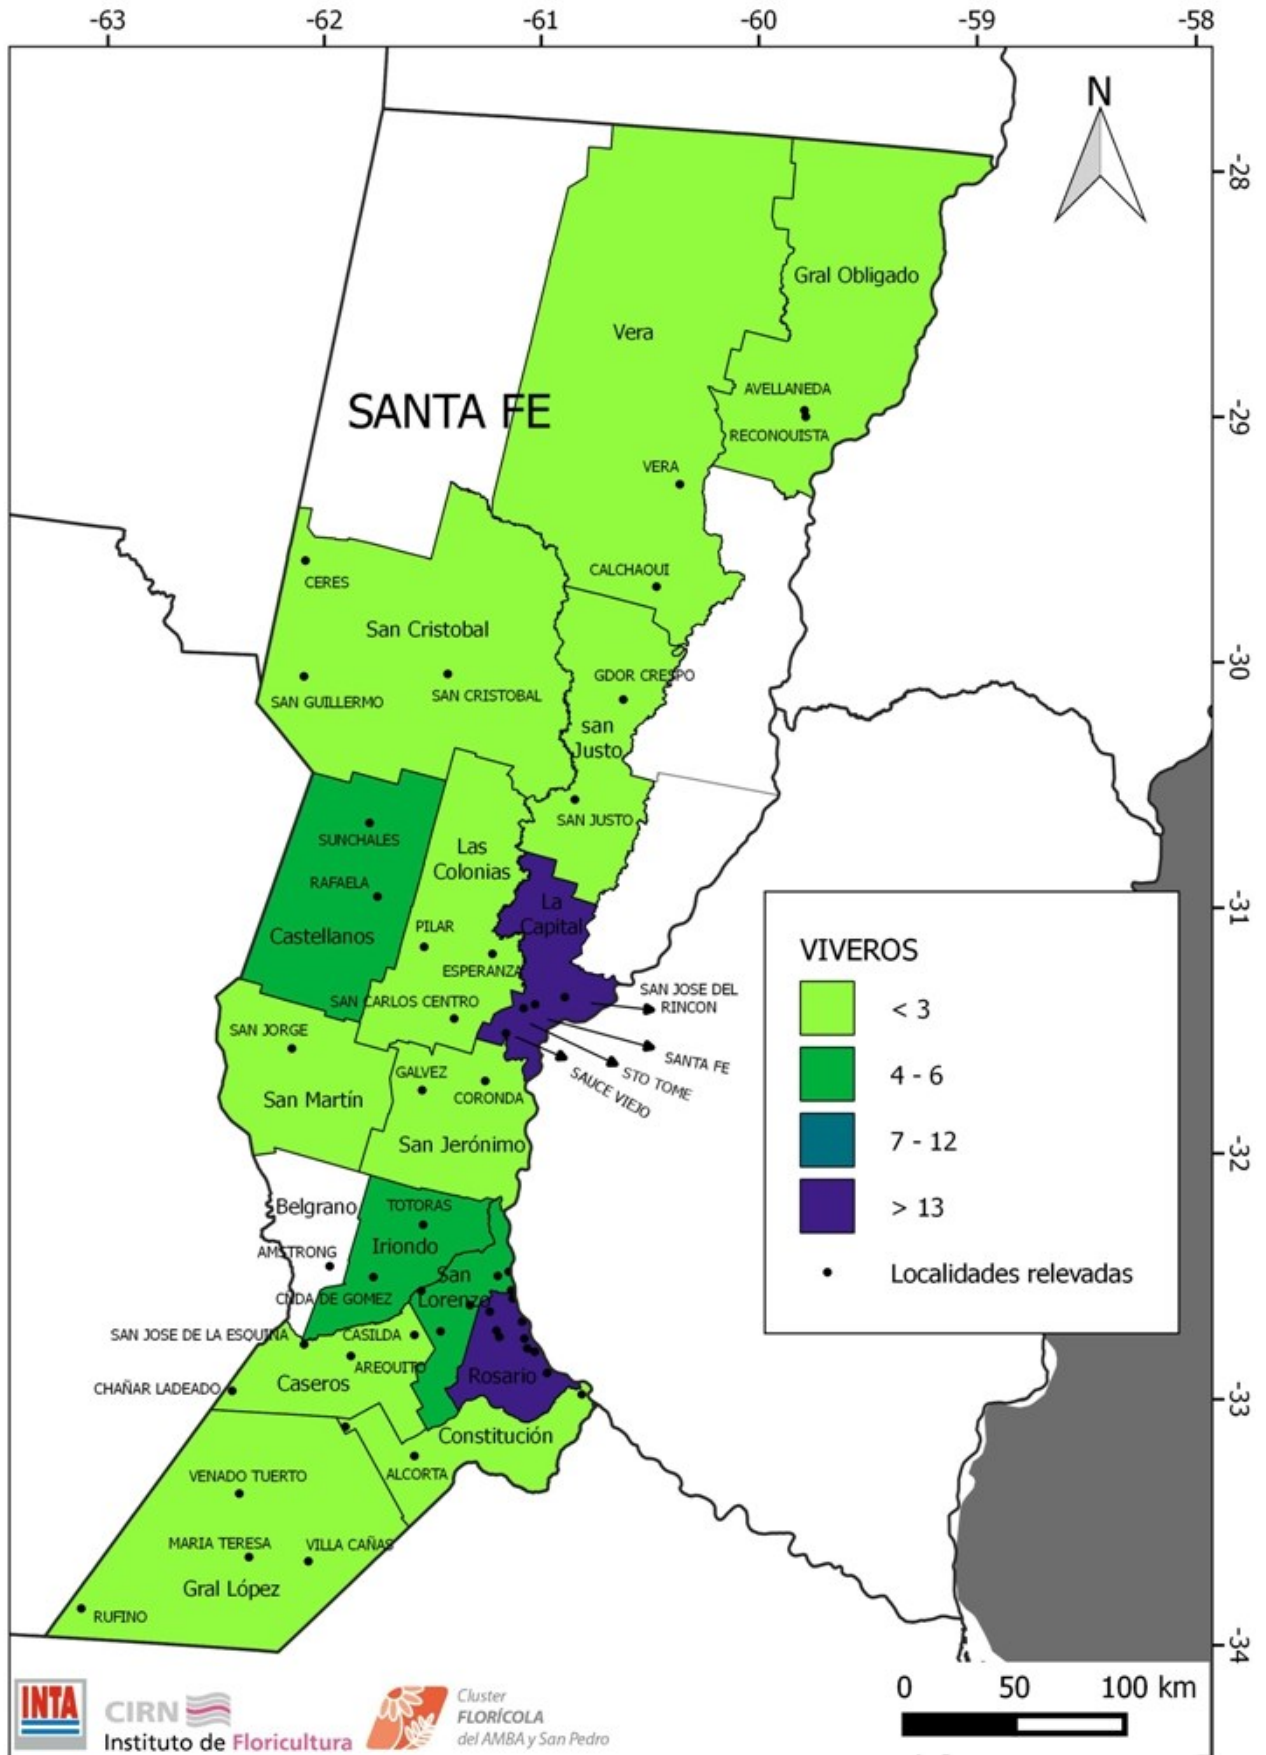 -63 -62 -61 -60 -59 -58
N
-28
Gral Obligado
Vera
AVELLANEDA
SANTA FE
-29
RECONQUISTA
VERA
CALCHAQUI
CERES
San Cristobal
-30
GDOR CRESPO
SAN GUILLERMO
SAN CRISTOBAL
san
Justo
SAN JUSTO
SUNCHALES
Las
Colonias
RAFAELA
La
Capital
-31
PILAR
Castellanos
ESPERANZA
SAN CARLOS CENTRO
SAN JOSE DEL
RINCON
SAN JORGE
SANTA FE
STO TOME
SAUCE VIEJO
GALVEZ
CORONDA
San Martín
San Jerónimo
-32
VIVEROS
< 3
4 - 6
7 - 12
> 13
Localidades relevadas
Belgrano
TOTORAS
Iriondo
AMSTRONG
San
Lorenzo
CNDA DE GOMEZ
SAN JOSE DE LA ESQUINA
CASILDA
AREQUITO
Rosario
CHAÑAR LADEADO
Caseros
-33
Constitución
ALCORTA
VENADO TUERTO
MARIA TERESA
VILLA CAÑAS
Gral López
RUFINO
-34
0 50 100 km
INTA
CIRN
Instituto de Floricultura
Cluster
FLORÍCOLA
del AMBA y San Pedro